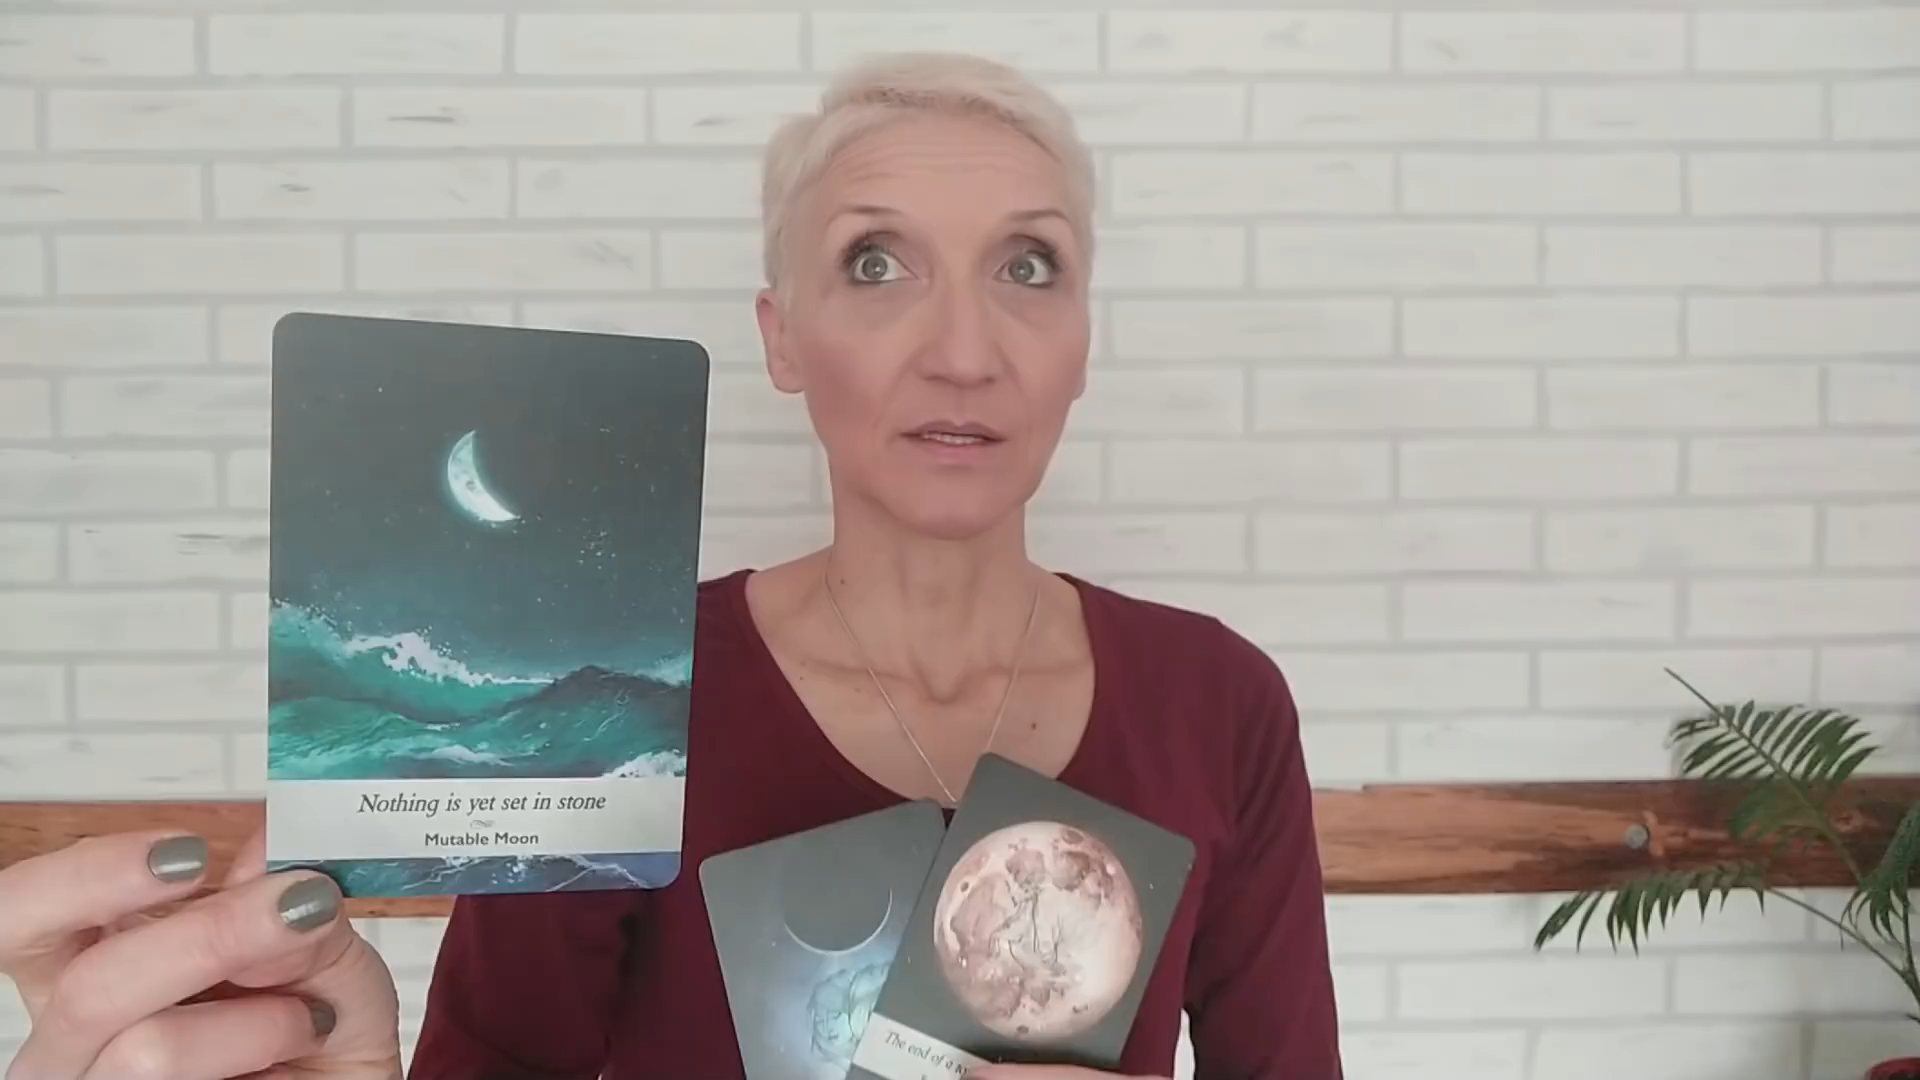 Nothing is yet set in stone
Mutable Moon
The end of a